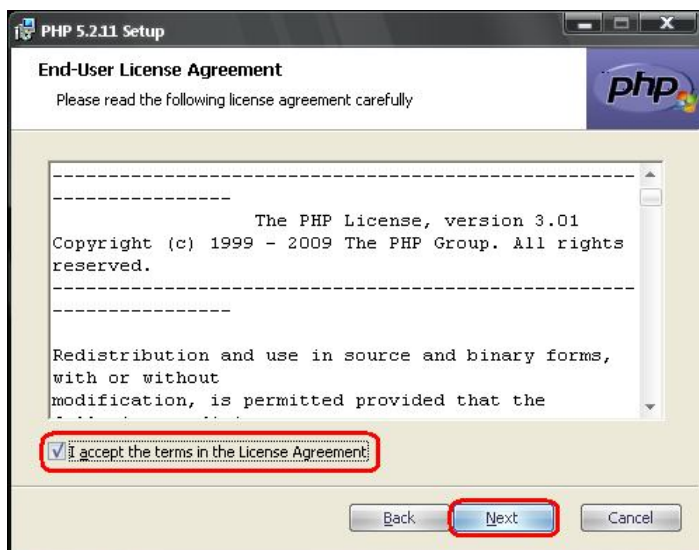 PHP 5.2.11 Setup
End-User License Agreement
Please read the following license agreement carefully
php
------------------------------------------------------
----------------
The PHP License, version 3.01
Copyright (c) 1999 - 2009 The PHP Group. All rights
reserved.
------------------------------------------------------
----------------
Redistribution and use in source and binary forms,
with or without
modification, is permitted provided that the
I accept the terms in the License Agreement
Back Next Cancel